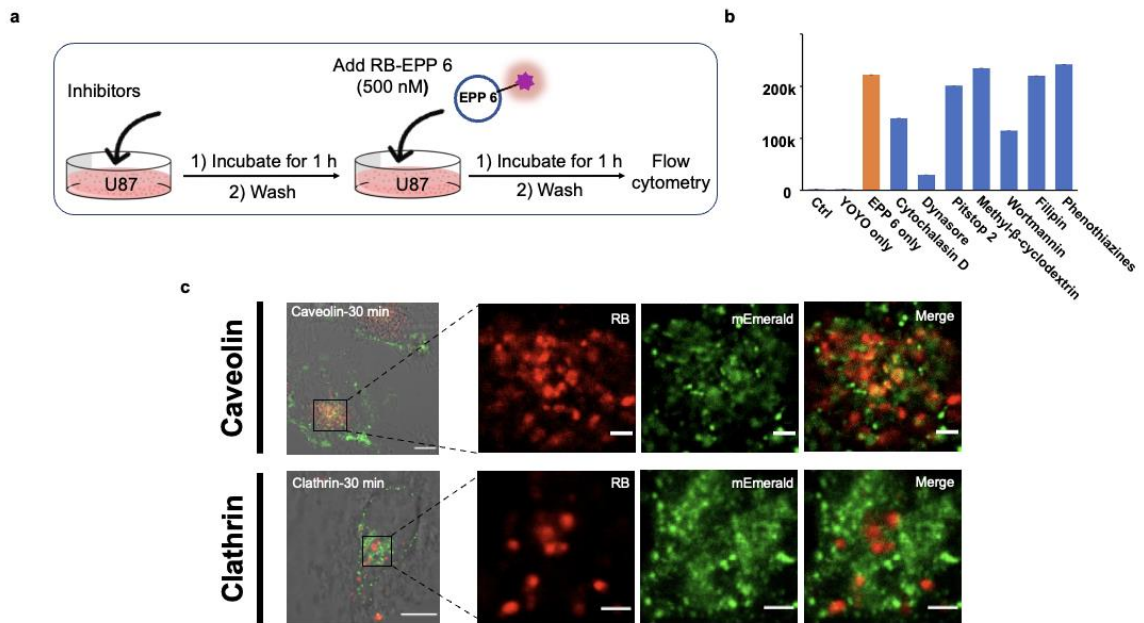 a
Inhibitors
U87
1) Incubate for 1 h
2) Wash
Add RB-EPP 6
(500 nM)
EPP 6
U87
1) Incubate for 1 h
2) Wash
Flow
cytometry
b
200k
100k
0
Ctrl
YOYO only
EPP 6 only
Cytochalasin D
Dynasore
Pitstop 2
Methyl-β-cyclodextrin
Wortmannin
Filipin
Phenothiazines
c
Caveolin
Caveolin-30 min
RB
mEmerald
Merge
Clathrin
Clathrin-30 min
RB
mEmerald
Merge